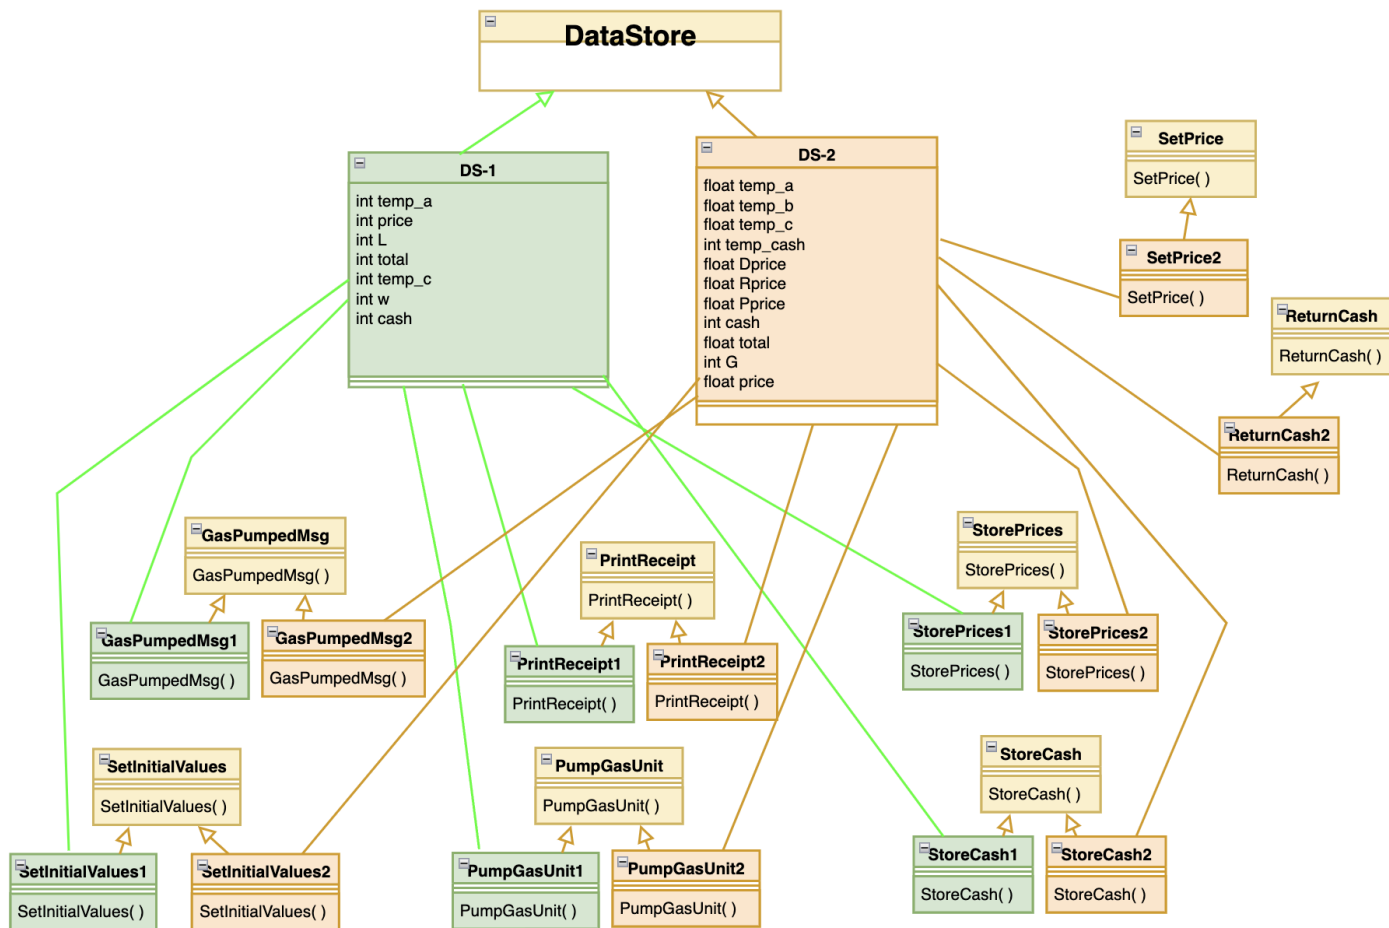 DataStore
DS-1
int temp_a
int price
int L
int total
int temp_c
int w
int cash
DS-2
float temp_a
float temp_b
float temp_c
int temp_cash
float Dprice
float Rprice
float Pprice
int cash
float total
int G
float price
SetPrice
SetPrice( )
SetPrice2
SetPrice( )
ReturnCash
ReturnCash( )
ReturnCash2
ReturnCash( )
GasPumpedMsg
GasPumpedMsg( )
GasPumpedMsg1
GasPumpedMsg( )
GasPumpedMsg2
GasPumpedMsg( )
PrintReceipt
PrintReceipt( )
PrintReceipt1
PrintReceipt( )
PrintReceipt2
PrintReceipt( )
StorePrices
StorePrices( )
StorePrices1
StorePrices( )
StorePrices2
StorePrices( )
SetInitialValues
SetInitialValues( )
SetInitialValues1
SetInitialValues( )
SetInitialValues2
SetInitialValues( )
PumpGasUnit
PumpGasUnit( )
PumpGasUnit1
PumpGasUnit( )
PumpGasUnit2
PumpGasUnit( )
StoreCash
StoreCash( )
StoreCash1
StoreCash( )
StoreCash2
StoreCash( )